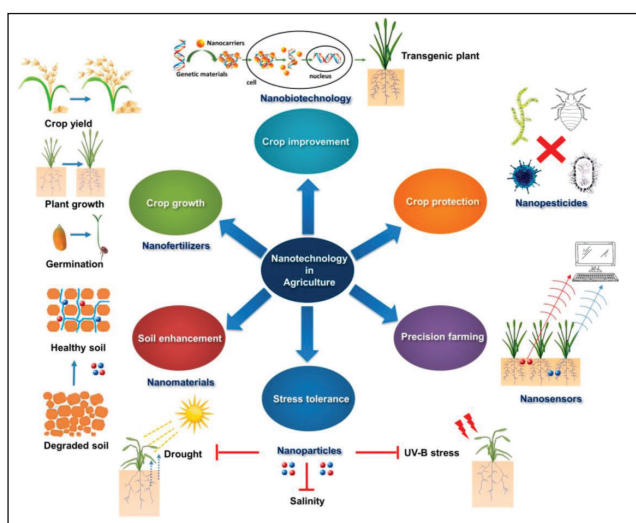 Nanocarriers
Genetic materials
cell
nucleus
Transgenic plant
Nanobiotechnology
Crop yield
Crop improvement
Plant growth
Crop growth
Crop protection
Nanopesticides
Nanofertilizers
Germination
Nanotechnology
in
Agriculture
Healthy soil
Soil enhancement
Precision farming
Nanomaterials
Nanosensors
Stress tolerance
Degraded soil
Drought
Nanoparticles
UV-B stress
Salinity